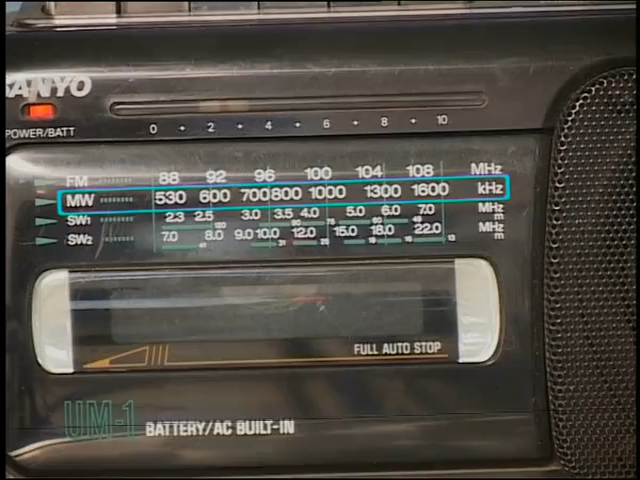 SANYO
POWER/BATT
0 + 2 + 4 + 6 + 8 + 10
FM 88 92 96 100 104 108 MHz
MW 530 600 700 800 1000 1300 1600 kHz
SW1 2.3 2.5 3.0 3.5 4.0 5.0 6.0 7.0 MHz
m
SW2 7.0 8.0 9.0 10.0 12.0 15.0 18.0 22.0 MHz
m
FULL AUTO STOP
UM-1 BATTERY/AC BUILT-IN